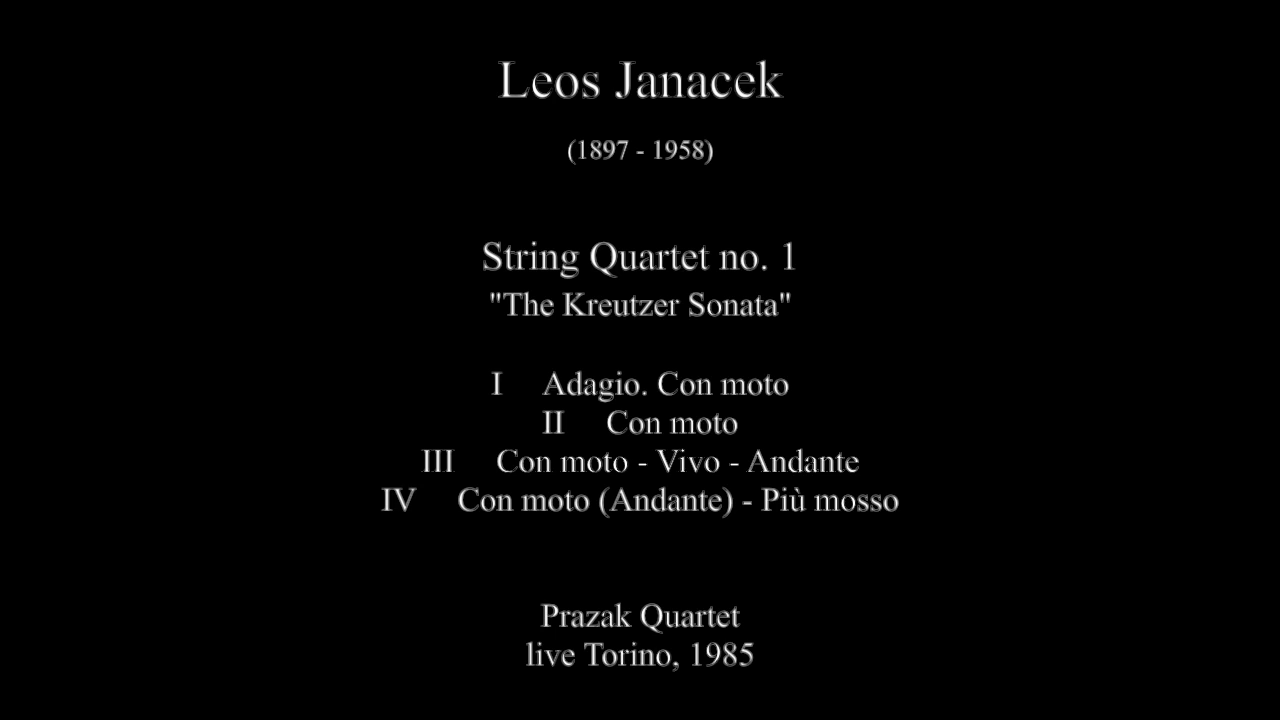 Leos Janacek
(1897 - 1958)
String Quartet no. 1
"The Kreutzer Sonata"
I Adagio. Con moto
II Con moto
III Con moto - Vivo - Andante
IV Con moto (Andante) - Più mosso
Prazak Quartet
live Torino, 1985